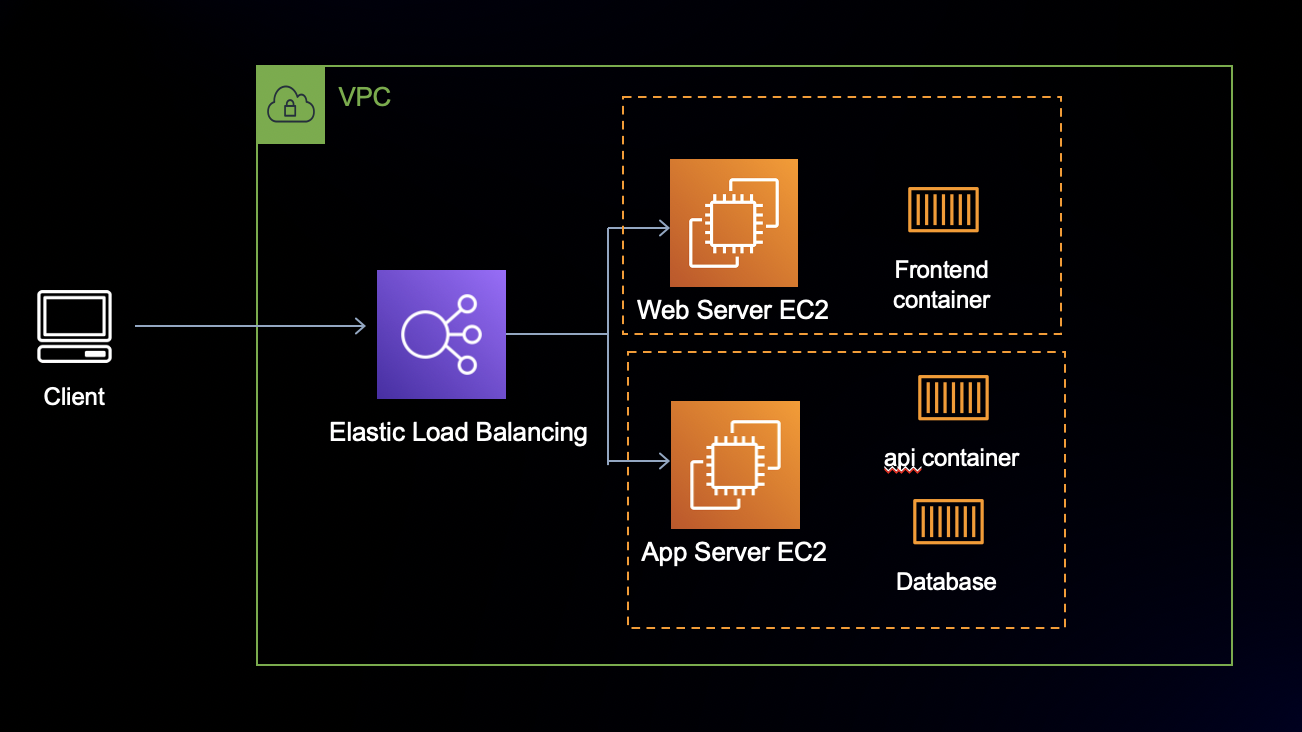 VPC
Web Server EC2
Frontend
container
Client
Elastic Load Balancing
api container
App Server EC2
Database